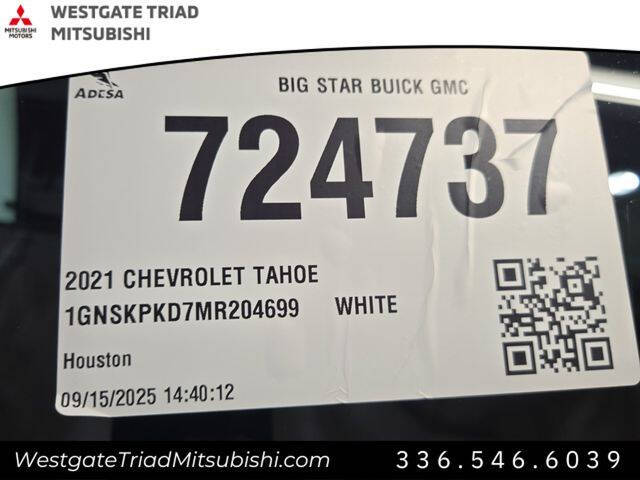 WESTGATE TRIAD
MITSUBISHI
MITSUBISHI
MOTORS
ADESA
BIG STAR BUICK GMC
724737
2021 CHEVROLET TAHOE
1GNSKPKD7MR204699 WHITE
Houston
09/15/2025 14:40:12
WestgateTriadMitsubishi.com 336.546.6039